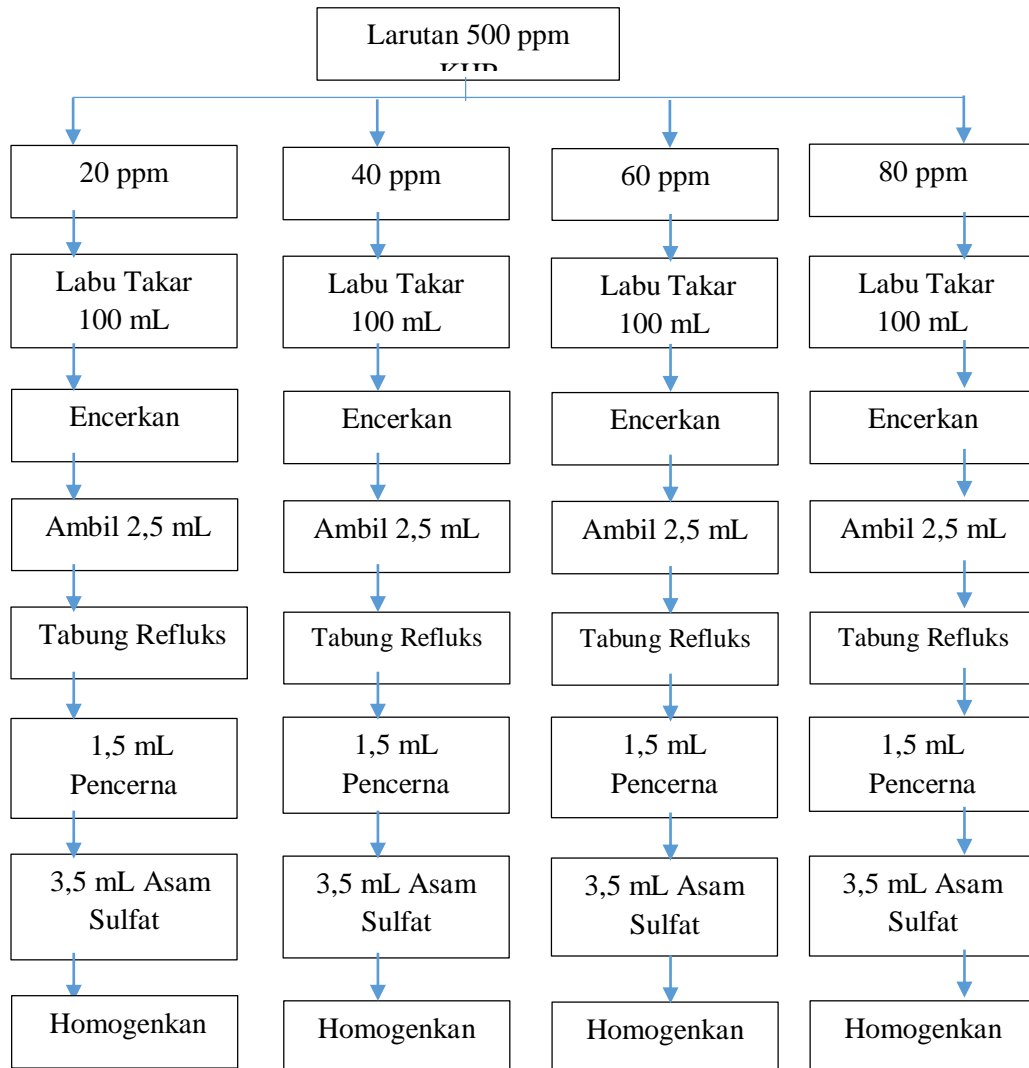 Larutan 500 ppm
20 ppm
40 ppm
60 ppm
80 ppm
Labu Takar
100 mL
Labu Takar
100 mL
Labu Takar
100 mL
Labu Takar
100 mL
Encerkan
Encerkan
Encerkan
Encerkan
Ambil 2,5 mL
Ambil 2,5 mL
Ambil 2,5 mL
Ambil 2,5 mL
Tabung Refluks
Tabung Refluks
Tabung Refluks
Tabung Refluks
1,5 mL
Pencerna
1,5 mL
Pencerna
1,5 mL
Pencerna
1,5 mL
Pencerna
3,5 mL Asam
Sulfat
3,5 mL Asam
Sulfat
3,5 mL Asam
Sulfat
3,5 mL Asam
Sulfat
Homogenkan
Homogenkan
Homogenkan
Homogenkan